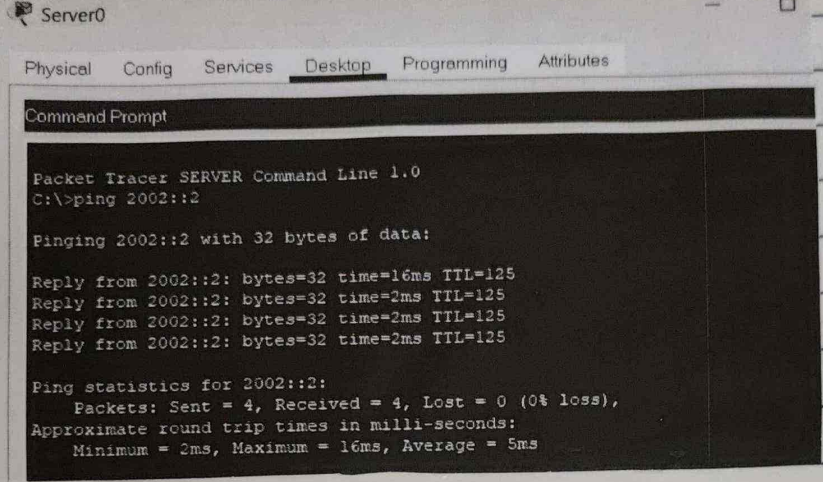 Server0
Physical Config Services Desktop Programming Attributes
Command Prompt
Packet Tracer SERVER Command Line 1.0
C:\>ping 2002::2
Pinging 2002::2 with 32 bytes of data:
Reply from 2002::2: bytes=32 time=16ms TTL=125
Reply from 2002::2: bytes=32 time=2ms TTL=125
Reply from 2002::2: bytes=32 time=2ms TTL=125
Reply from 2002::2: bytes=32 time=2ms TTL=125
Ping statistics for 2002::2:
Packets: Sent = 4, Received = 4, Lost = 0 (0% loss),
Approximate round trip times in milli-seconds:
Minimum = 2ms, Maximum = 16ms, Average = 5ms